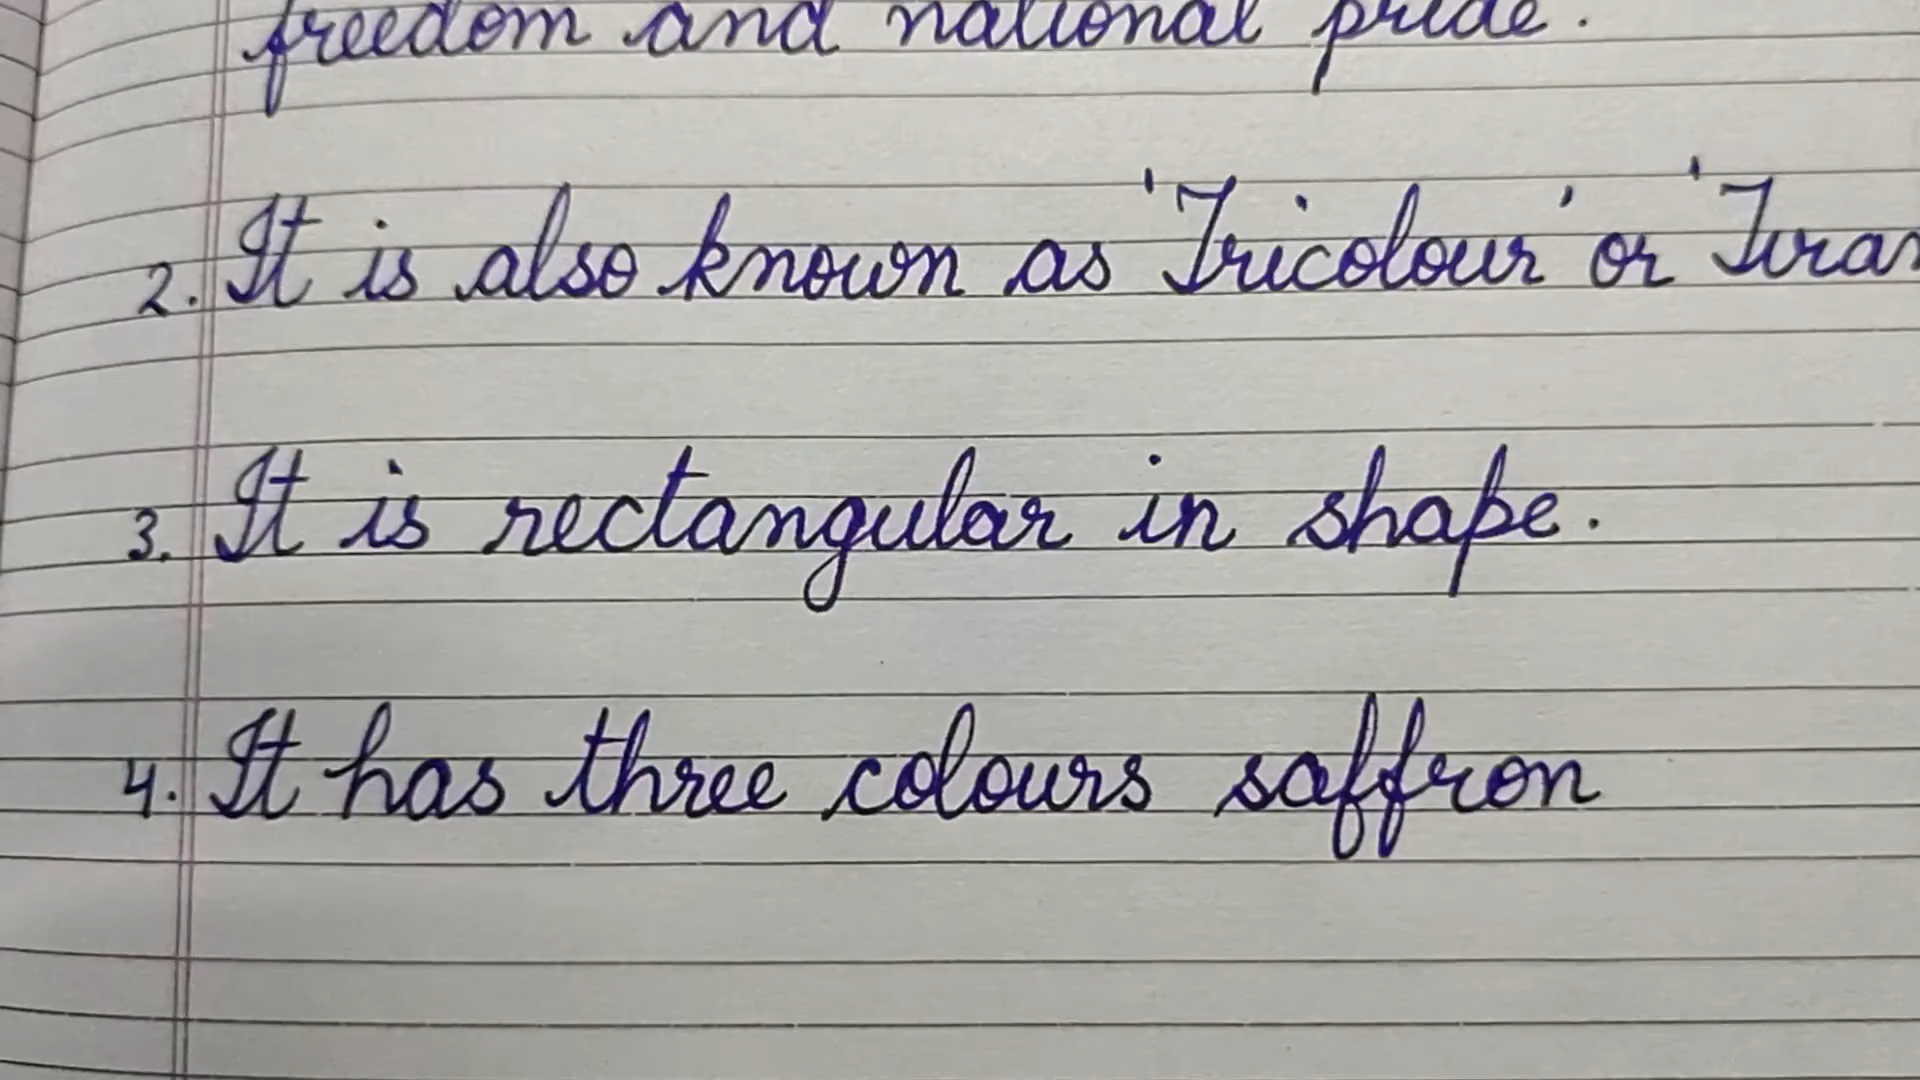 freedom and national pride.
2. It is also known as 'Tricolour' or 'Tiran
3. It is rectangular in shape.
4. It has three colours saffron